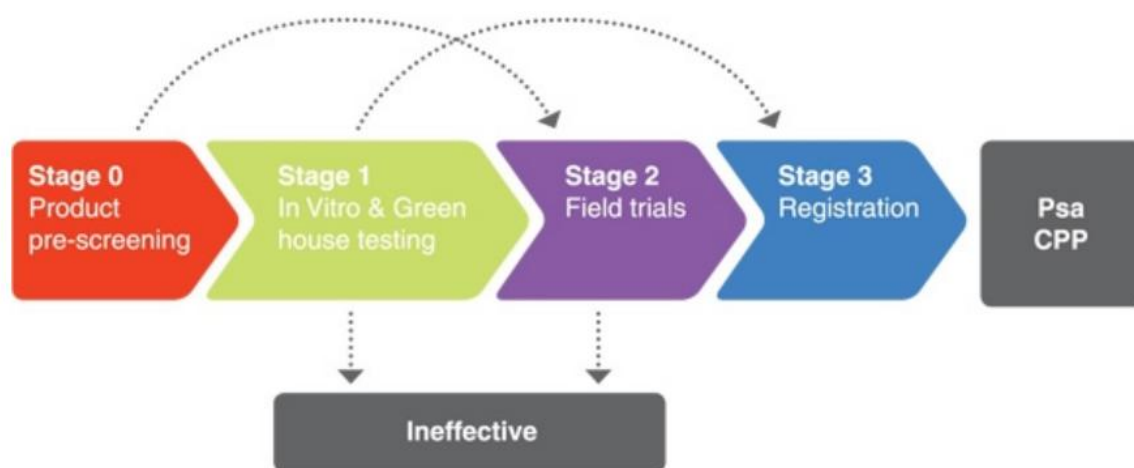 Stage 0
Product
pre-screening
Stage 1
In Vitro & Green
house testing
Stage 2
Field trials
Stage 3
Registration
Psa
CPP
Ineffective